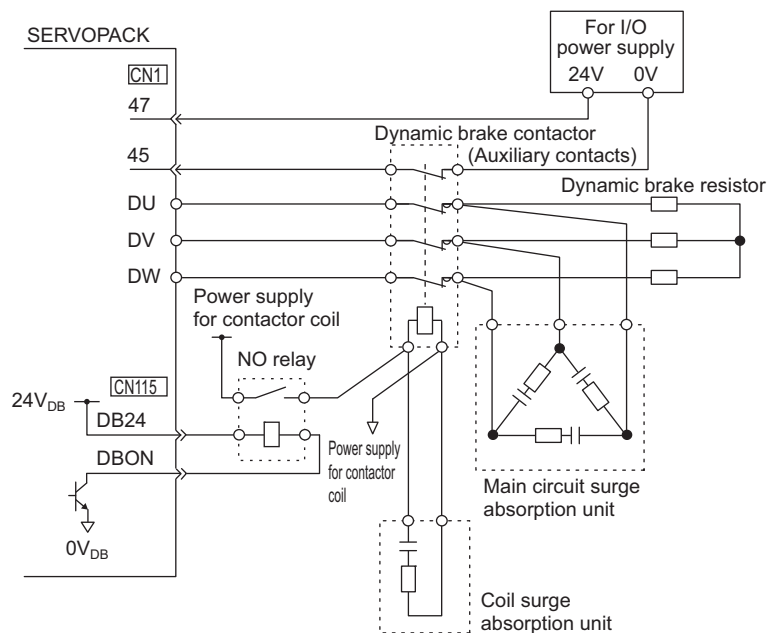 SERVOPACK
For I/O
power supply
24V 0V
CN1
47
Dynamic brake contactor
(Auxiliary contacts)
45
Dynamic brake resistor
DU
DV
DW
Power supply
for contactor coil
NO relay
CN115
24VDB
DB24
DBON
0VDB
Power supply
for contactor
coil
Main circuit surge
absorption unit
Coil surge
absorption unit